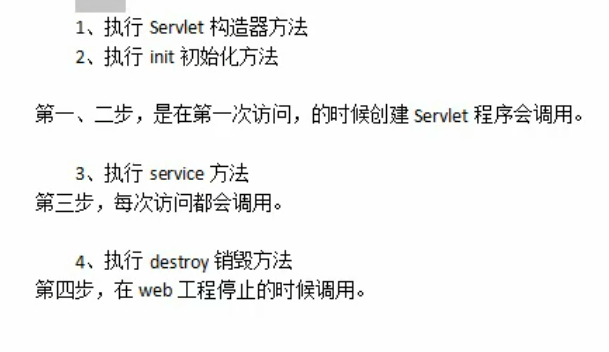 1、执行 Servlet 构造器方法
2、执行 init 初始化方法
第一、二步，是在第一次访问，的时候创建 Servlet 程序会调用。
3、执行 service 方法
第三步，每次访问都会调用。
4、执行 destroy 销毁方法
第四步，在 web 工程停止的时候调用。